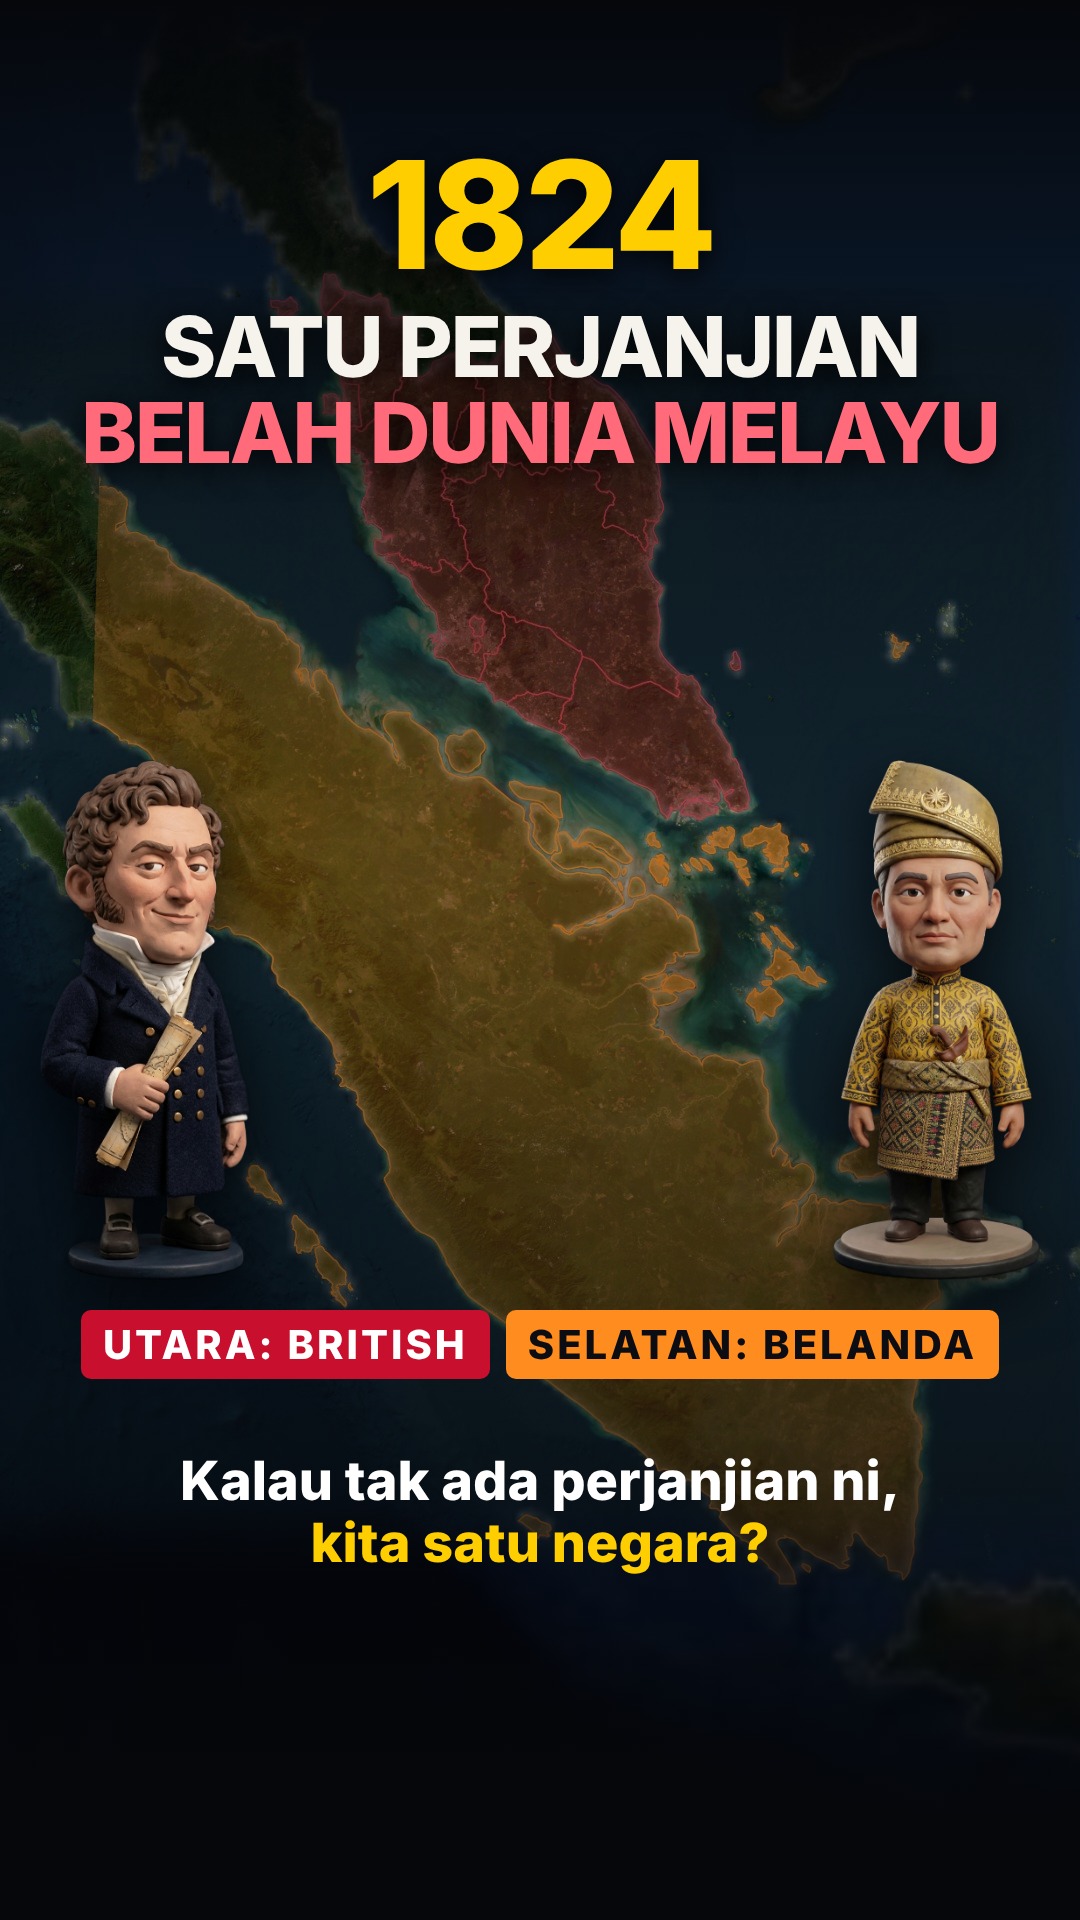 1824
SATU PERJANJIAN
BELAH DUNIA MELAYU
UTARA: BRITISH
SELATAN: BELANDA
Kalau tak ada perjanjian ni,
kita satu negara?